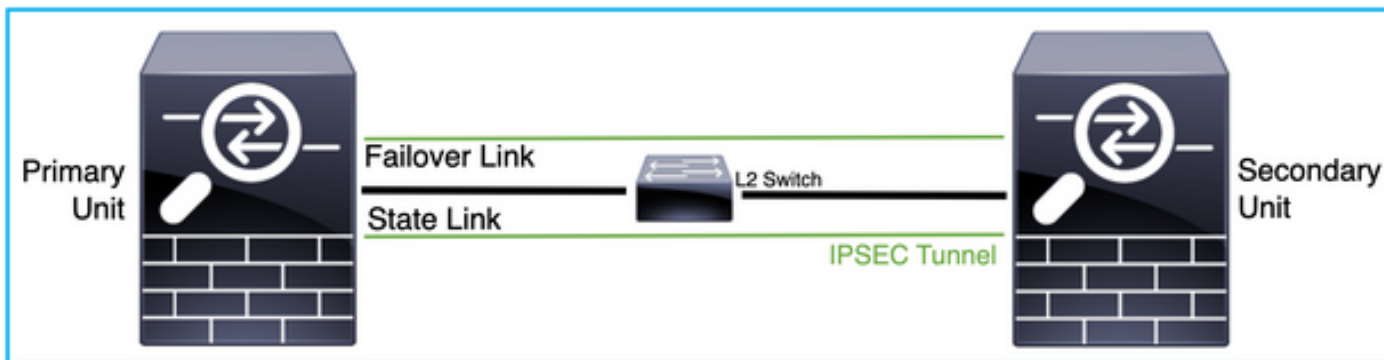 Primary
Unit
Failover Link
State Link
L2 Switch
IPSEC Tunnel
Secondary
Unit